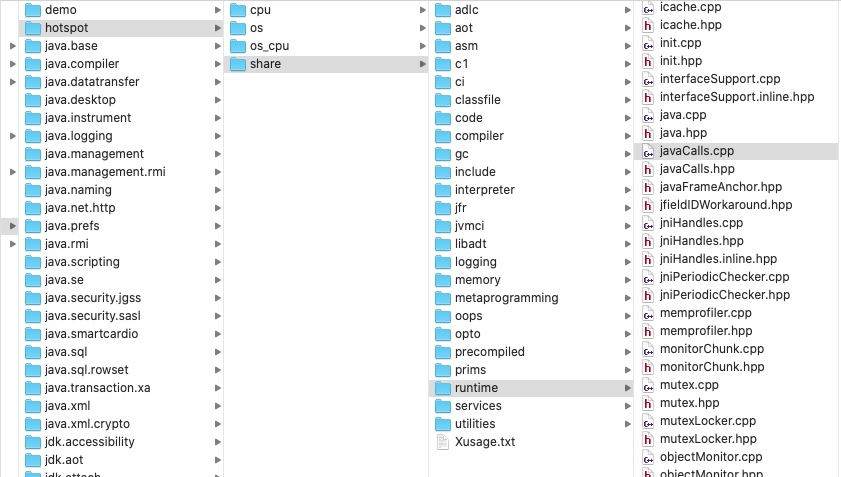 demo
hotspot
java.base
java.compiler
java.datatransfer
java.desktop
java.instrument
java.logging
java.management
java.management.rmi
java.naming
java.net.http
java.prefs
java.rmi
java.scripting
java.se
java.security.jgss
java.security.sasl
java.smartcardio
java.sql
java.sql.rowset
java.transaction.xa
java.xml
java.xml.crypto
jdk.accessibility
jdk.aot
jdk.attach
cpu
os
os_cpu
share
adlc
aot
asm
c1
ci
classfile
code
compiler
gc
include
interpreter
jfr
jvmci
libadt
logging
memory
metaprogramming
oops
opto
precompiled
prims
runtime
services
utilities
Xusage.txt
icache.cpp
icache.hpp
init.cpp
init.hpp
interfaceSupport.cpp
interfaceSupport.inline.hpp
java.cpp
java.hpp
javaCalls.cpp
javaCalls.hpp
javaFrameAnchor.hpp
jfieldIDWorkaround.hpp
jniHandles.cpp
jniHandles.hpp
jniHandles.inline.hpp
jniPeriodicChecker.cpp
jniPeriodicChecker.hpp
memprofiler.cpp
memprofiler.hpp
monitorChunk.cpp
monitorChunk.hpp
mutex.cpp
mutex.hpp
mutexLocker.cpp
mutexLocker.hpp
objectMonitor.cpp
objectMonitor.hpp